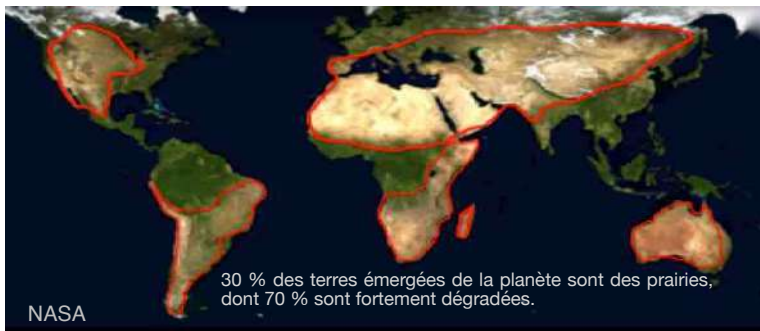 30 % des terres émergées de la planète sont des prairies,
dont 70 % sont fortement dégradées.
NASA